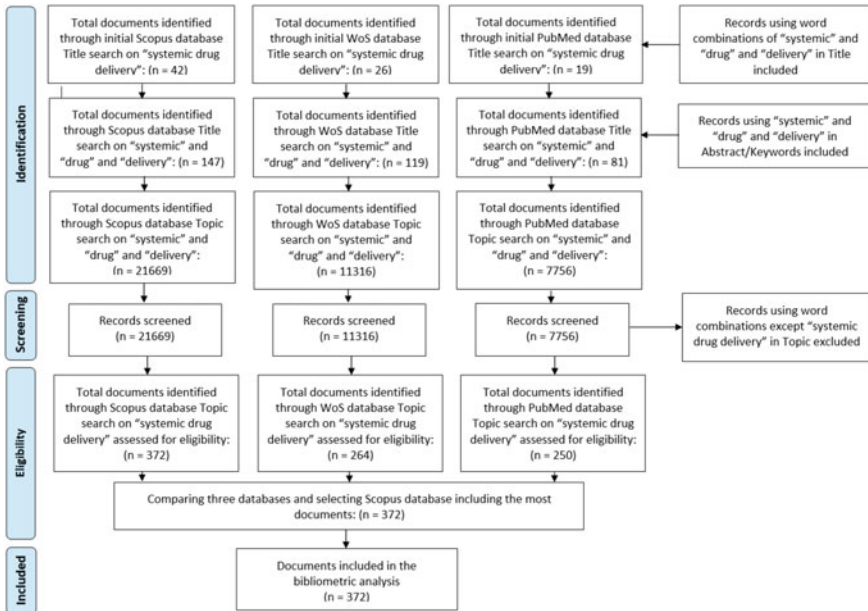 Total documents identified
through initial Scopus database
Title search on “systemic drug
delivery”: (n = 42)
Total documents identified
through initial WoS database
Title search on “systemic drug
delivery”: (n = 26)
Total documents identified
through initial PubMed database
Title search on “systemic drug
delivery”: (n = 19)
Records using word
combinations of “systemic” and
“drug” and “delivery” in Title
included
Identification
Total documents identified
through Scopus database Title
search on “systemic” and
“drug” and “delivery”: (n = 147)
Total documents identified
through WoS database Title
search on “systemic” and
“drug” and “delivery”: (n = 119)
Total documents identified
through PubMed database Title
search on “systemic” and
“drug” and “delivery”: (n = 81)
Records using “systemic” and
“drug” and “delivery” in
Abstract/Keywords included
Total documents identified
through Scopus database Topic
search on “systemic” and
“drug” and “delivery”:
(n = 21669)
Total documents identified
through WoS database Topic
search on “systemic” and
“drug” and “delivery”:
(n = 11316)
Total documents identified
through PubMed database
Topic search on “systemic” and
“drug” and “delivery”:
(n = 7756)
Screening
Records screened
(n = 21669)
Records screened
(n = 11316)
Records screened
(n = 7756)
Records using word
combinations except “systemic
drug delivery” in Topic excluded
Eligibility
Total documents identified
through Scopus database Topic
search on “systemic drug
delivery” assessed for eligibility:
(n = 372)
Total documents identified
through WoS database Topic
search on “systemic drug
delivery” assessed for eligibility:
(n = 264)
Total documents identified
through PubMed database
Topic search on “systemic drug
delivery” assessed for eligibility:
(n = 250)
Comparing three databases and selecting Scopus database including the most
documents: (n = 372)
Included
Documents included in the
bibliometric analysis
(n = 372)